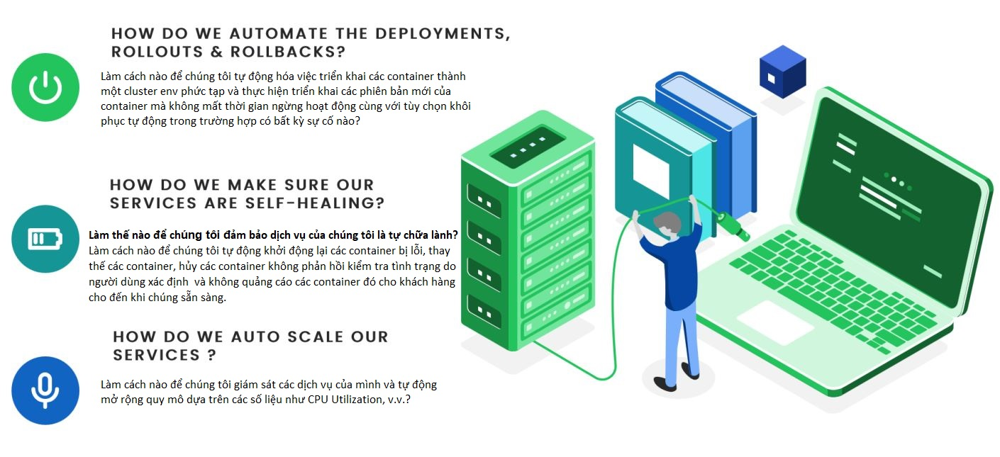 HOW DO WE AUTOMATE THE DEPLOYMENTS,
ROLLOUTS & ROLLBACKS?
Làm cách nào để chúng tôi tự động hóa việc triển khai các container thành
một cluster env phức tạp và thực hiện triển khai các phiên bản mới của
container mà không mất thời gian ngừng hoạt động cùng với tùy chọn khôi
phục tự động trong trường hợp có bất kỳ sự cố nào?
HOW DO WE MAKE SURE OUR
SERVICES ARE SELF-HEALING?
Làm thế nào để chúng tôi đảm bảo dịch vụ của chúng tôi là tự chữa lành?
Làm cách nào để chúng tôi tự động khởi động lại các container bị lỗi, thay
thế các container, hủy các container không phản hồi kiểm tra tình trạng do
người dùng xác định  và không quảng cáo các container đó cho khách hàng
cho đến khi chúng sẵn sàng.
HOW DO WE AUTO SCALE OUR
SERVICES ?
Làm cách nào để chúng tôi giám sát các dịch vụ của mình và tự động
mở rộng quy mô dựa trên các số liệu như CPU Utilization, v.v.?